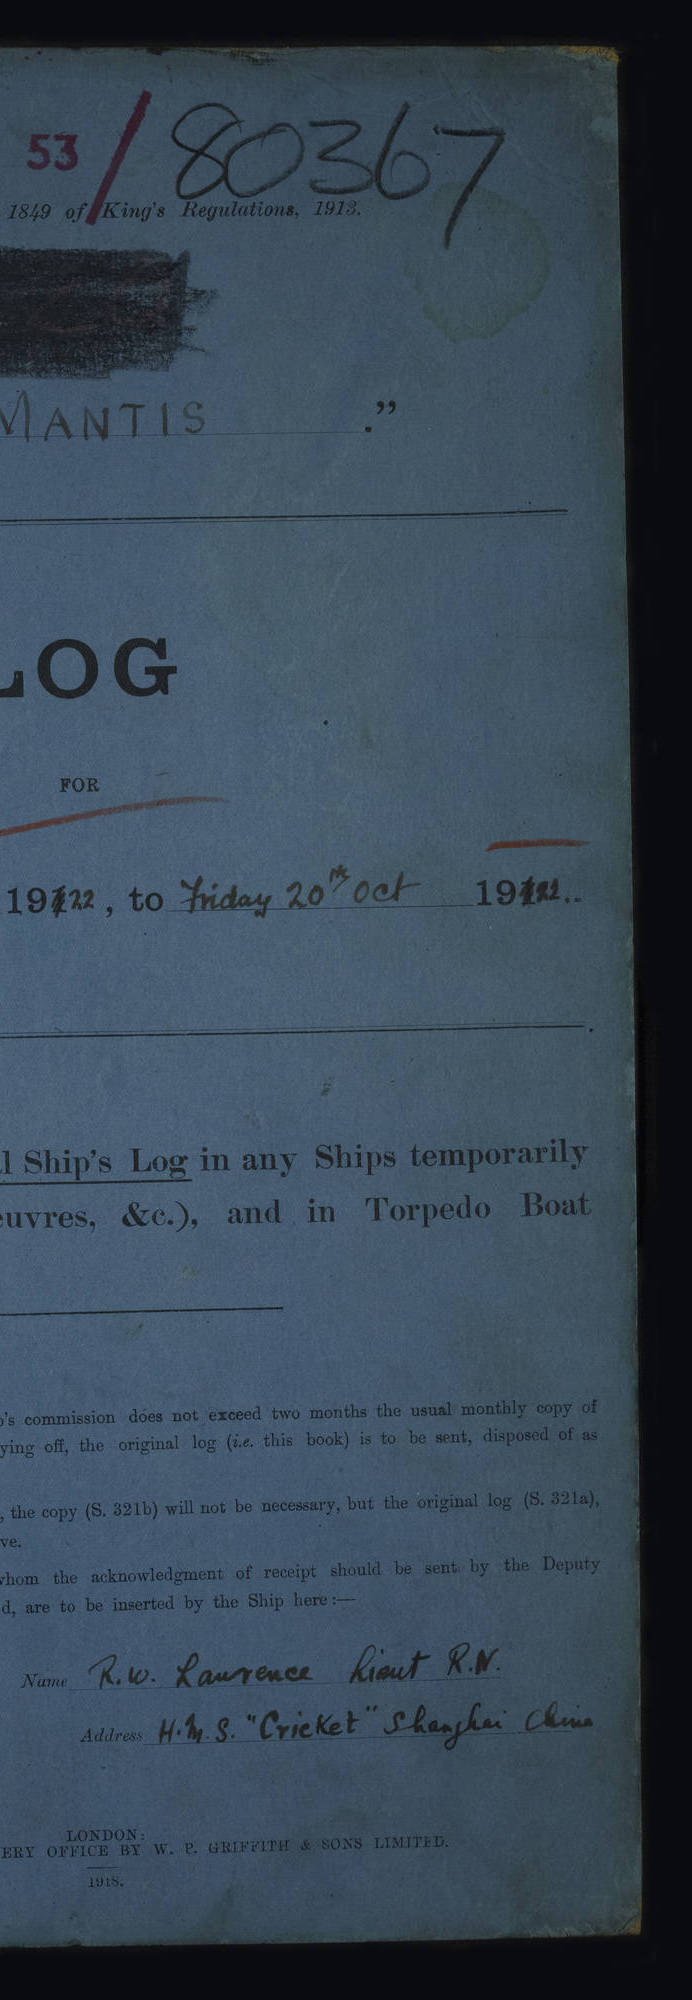 53 / 80367
1849 of King's Regulations, 1913.
MANTIS ."
LOG
FOR
1922, to Friday 20th Oct 1922..
l Ship's Log in any Ships temporarily
euvres, &c.), and in Torpedo Boat
's commission does not exceed two months the usual monthly copy of
ying off, the original log (i.e. this book) is to be sent, disposed of as
, the copy (S. 321b) will not be necessary, but the original log (S. 321a),
ve.
whom the acknowledgment of receipt should be sent by the Deputy
d, are to be inserted by the Ship here:—
Name R.W. Lawrence Lieut R.N.
Address H.M.S. "Cricket" Shanghai China
LONDON:
ERY OFFICE BY W. P. GRIFFITH & SONS LIMITED.
1918.